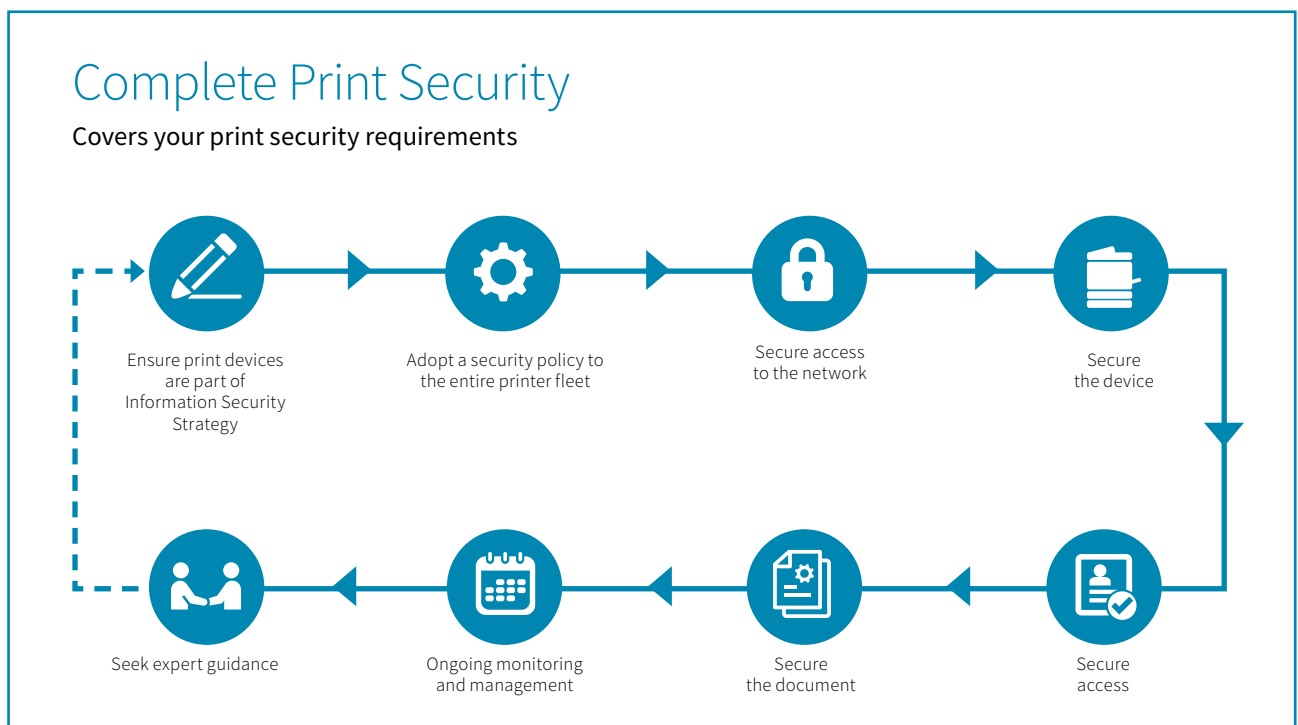 Complete Print Security
Covers your print security requirements
Ensure print devices
are part of
Information Security
Strategy
Adopt a security policy to
the entire printer fleet
Secure access
to the network
Secure
the device
Seek expert guidance
Ongoing monitoring
and management
Secure
the document
Secure
access